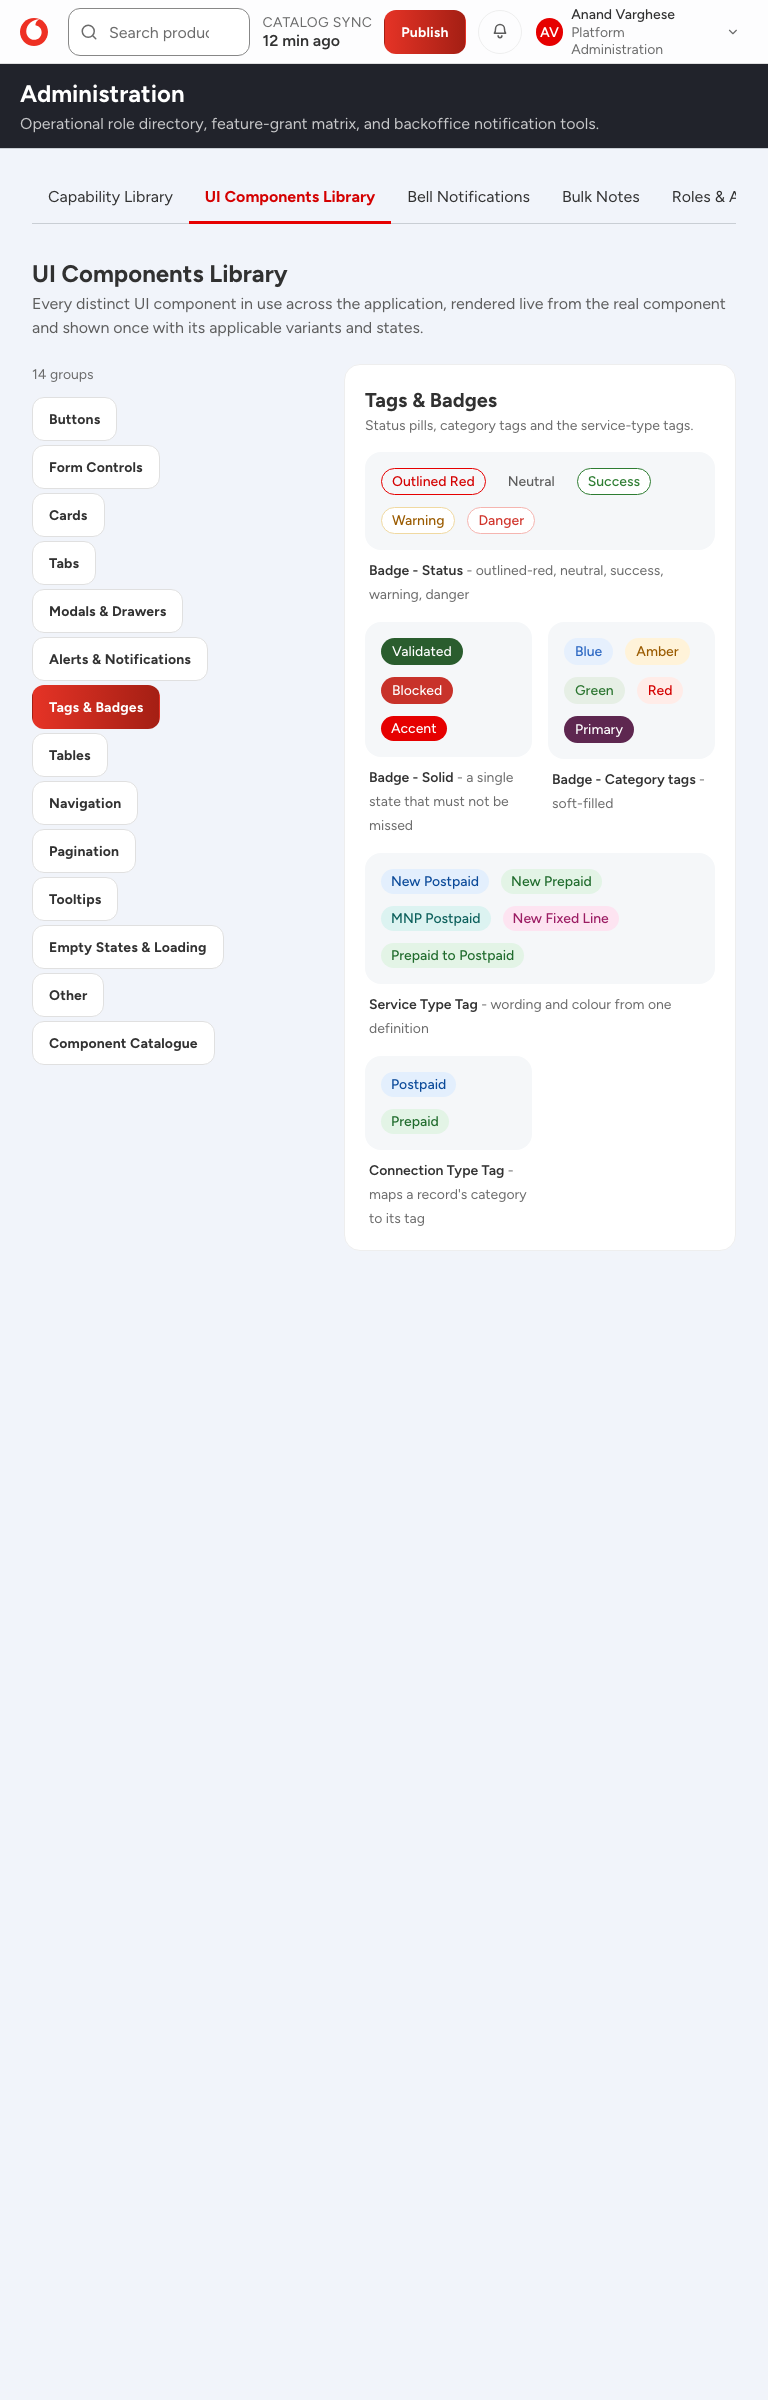 Search produc
CATALOG SYNC
12 min ago
Publish
AV
Anand Varghese
Platform
Administration
Administration
Operational role directory, feature-grant matrix, and backoffice notification tools.
Capability Library
UI Components Library
Bell Notifications
Bulk Notes
Roles & A
UI Components Library
Every distinct UI component in use across the application, rendered live from the real component
and shown once with its applicable variants and states.
14 groups
Buttons
Form Controls
Cards
Tabs
Modals & Drawers
Alerts & Notifications
Tags & Badges
Tables
Navigation
Pagination
Tooltips
Empty States & Loading
Other
Component Catalogue
Tags & Badges
Status pills, category tags and the service-type tags.
Outlined Red Neutral Success
Warning Danger
Badge - Status - outlined-red, neutral, success,
warning, danger
Validated
Blocked
Accent
Badge - Solid - a single
state that must not be
missed
Blue Amber
Green Red
Primary
Badge - Category tags -
soft-filled
New Postpaid New Prepaid
MNP Postpaid New Fixed Line
Prepaid to Postpaid
Service Type Tag - wording and colour from one
definition
Postpaid
Prepaid
Connection Type Tag -
maps a record's category
to its tag